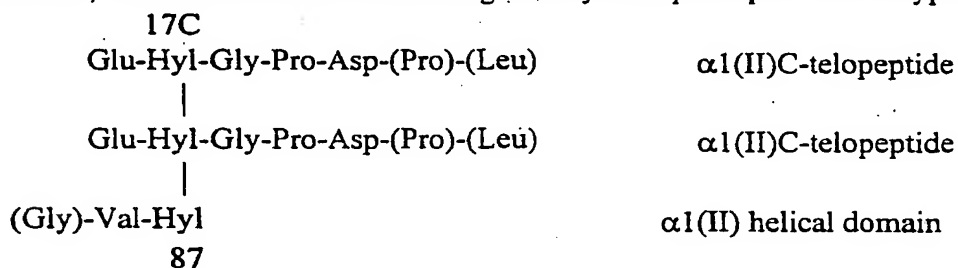 17C
Glu-Hyl-Gly-Pro-Asp-(Pro)-(Leu) α1(II)C-telopeptide
Glu-Hyl-Gly-Pro-Asp-(Pro)-(Leu) α1(II)C-telopeptide
(Gly)-Val-Hyl α1(II) helical domain
87